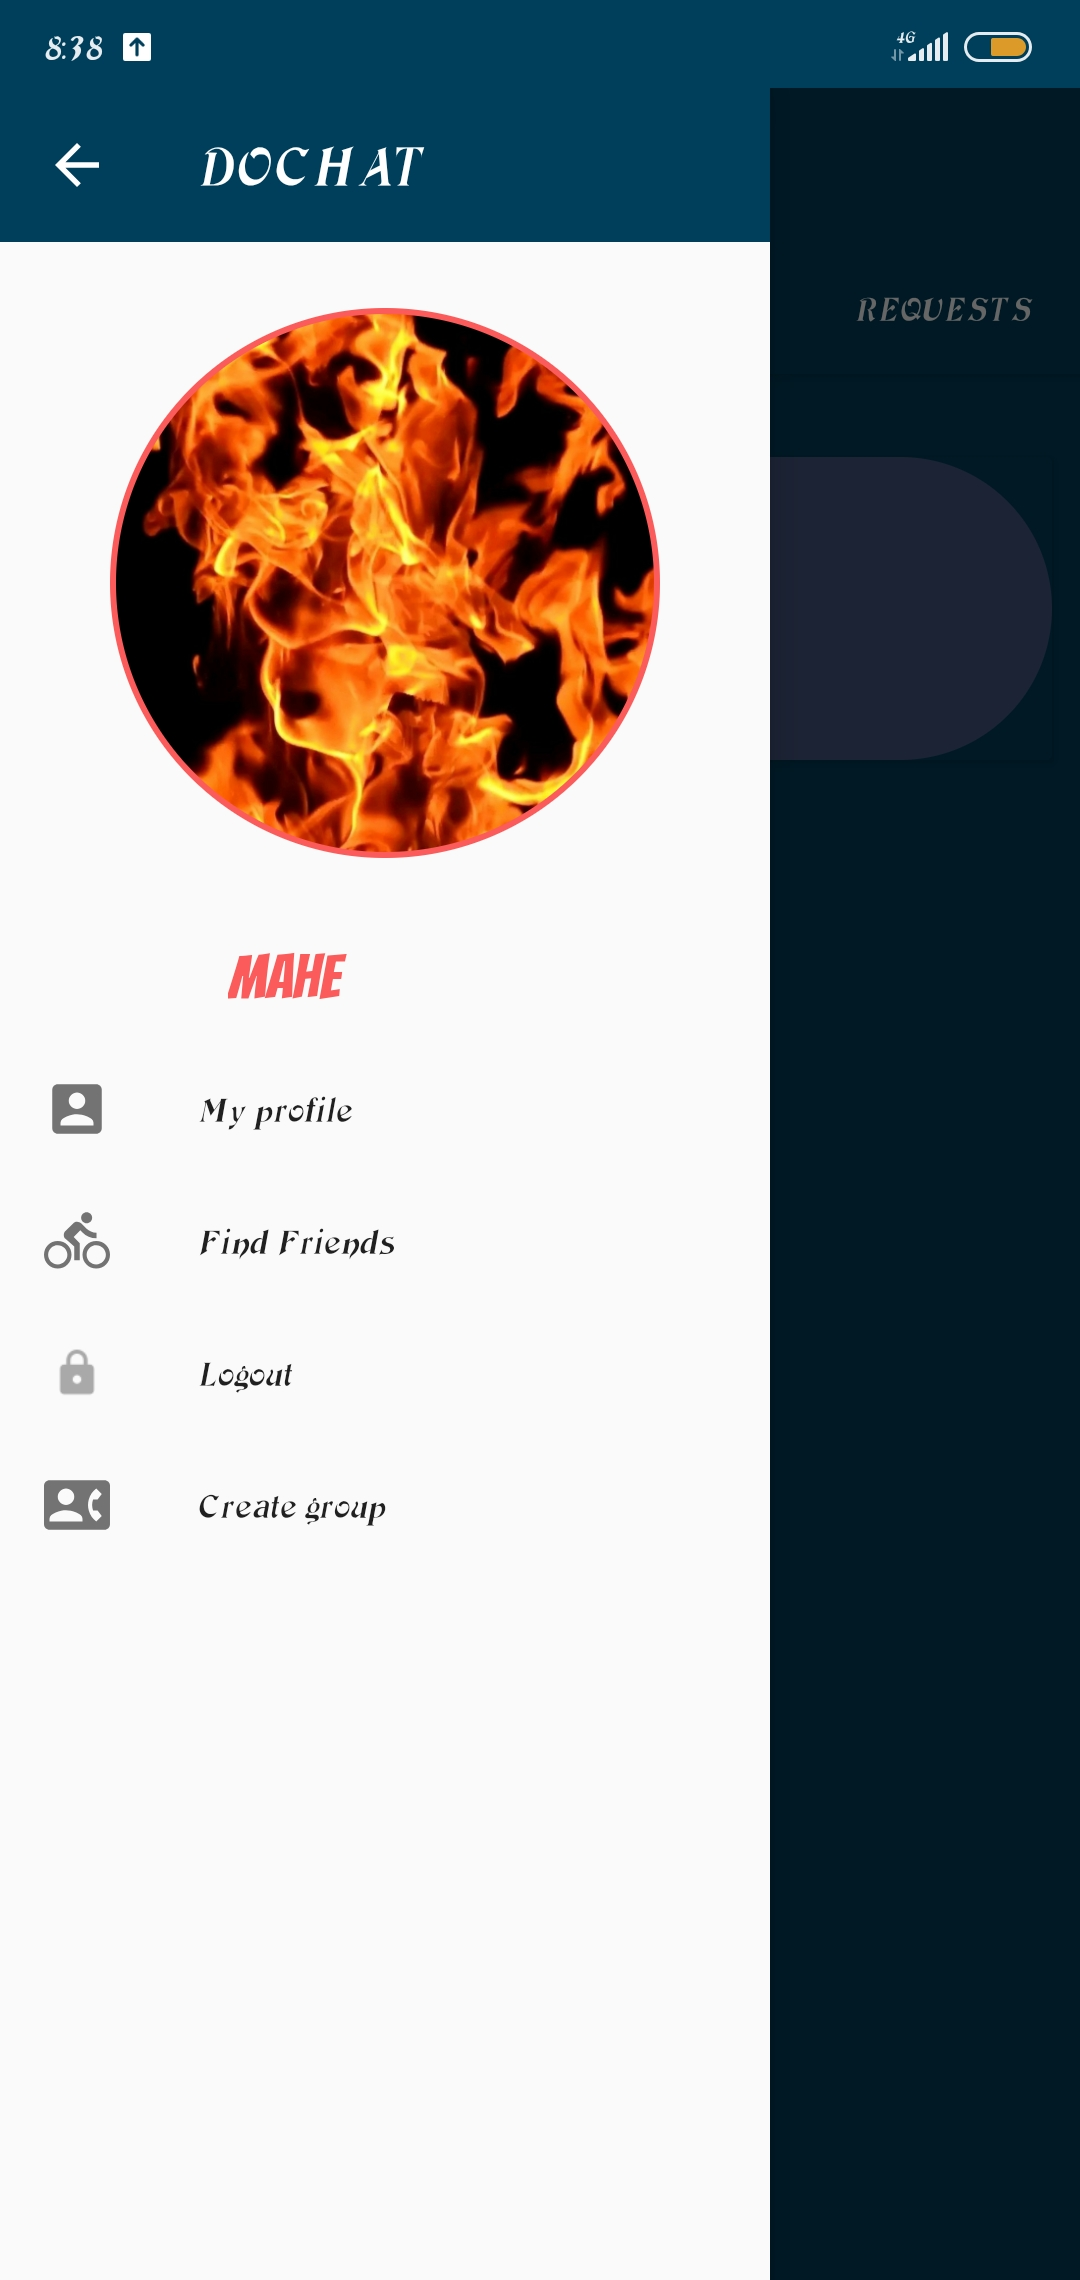 8:38
4G
DOCHAT
REQUESTS
MAHE
My profile
Find Friends
Logout
Create group